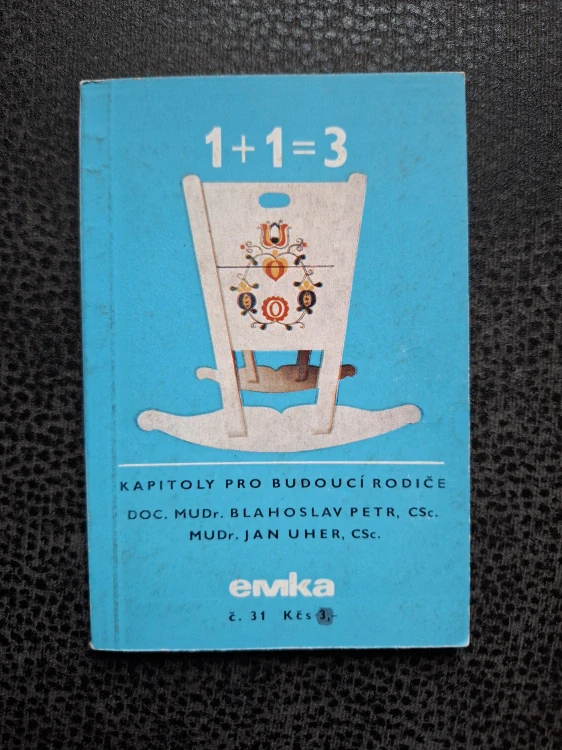 1+1=3
KAPITOLY PRO BUDOUCÍ RODIČE
DOC. MUDr. BLAHOSLAV PETR, CSc.
MUDr. JAN UHER, CSc.
emka
č. 31 Kčs 3,-